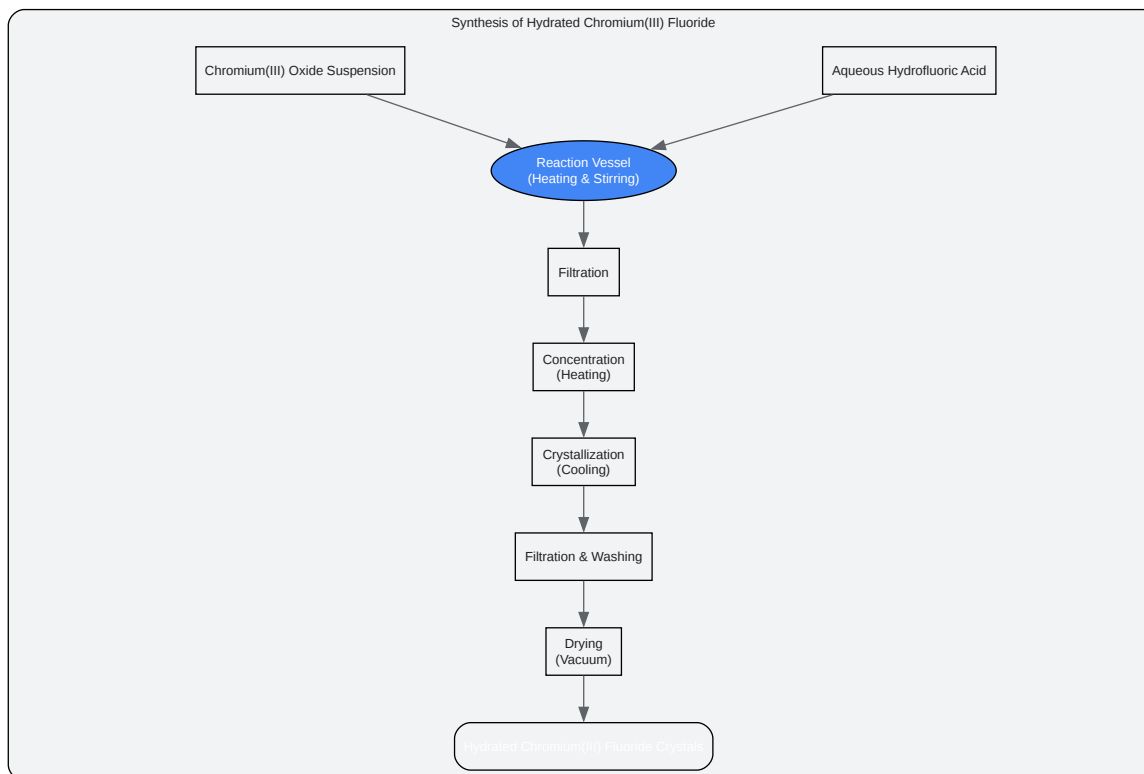 Synthesis of Hydrated Chromium(III) Fluoride
Chromium(III) Oxide Suspension
Aqueous Hydrofluoric Acid
Reaction Vessel
(Heating & Stirring)
Filtration
Concentration
(Heating)
Crystallization
(Cooling)
Filtration & Washing
Drying
(Vacuum)
Hydrated Chromium(III) Fluoride Crystals